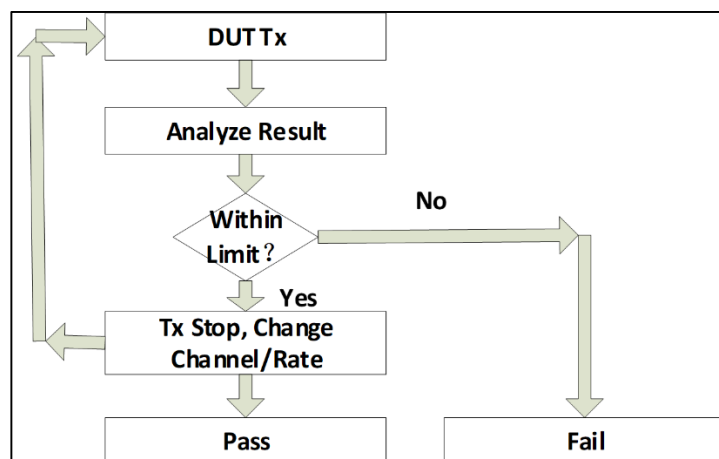 DUT Tx
Analyze Result
Within
Limit？
No
Yes
Tx Stop, Change
Channel/Rate
Pass
Fail